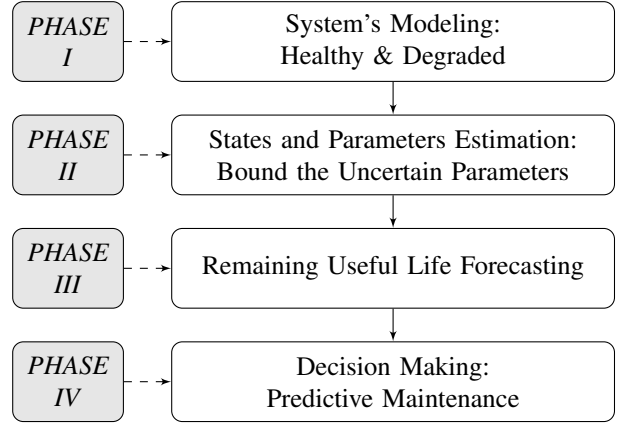 PHASE
I
System's Modeling:
Healthy & Degraded
PHASE
II
States and Parameters Estimation:
Bound the Uncertain Parameters
PHASE
III
Remaining Useful Life Forecasting
PHASE
IV
Decision Making:
Predictive Maintenance